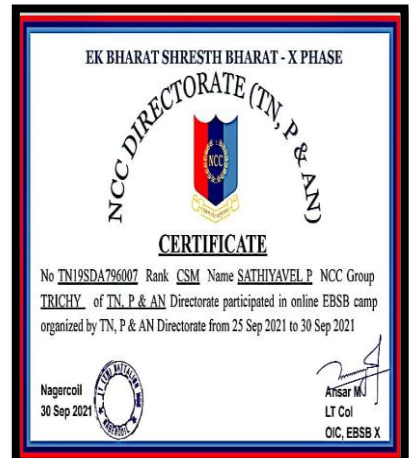 EK BHARAT SHRESTH BHARAT - X PHASE
NCC DIRECTORATE (TN, P & AN)
NCC
CERTIFICATE
No TN19SDA796007 Rank CSM Name SATHIYAVEL P NCC Group
TRICHY of TN, P & AN Directorate participated in online EBSB camp
organized by TN, P & AN Directorate from 25 Sep 2021 to 30 Sep 2021
Nagercoil
30 Sep 2021
NAGERCOIL
Ansar M
LT Col
OIC, EBSB X